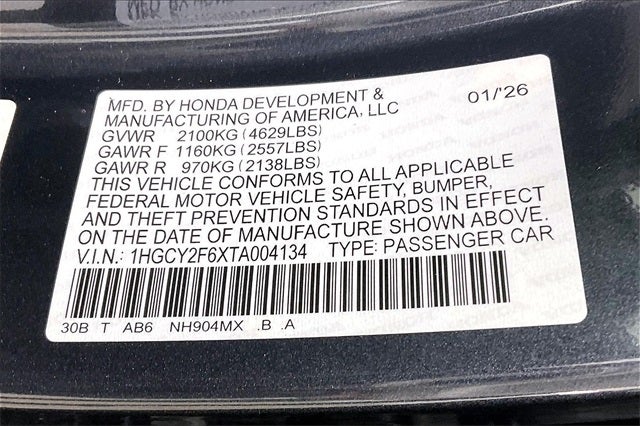 MFD. BY HONDA DEVELOPMENT &
MANUFACTURING OF AMERICA, LLC 01/'26
GVWR 2100KG (4629LBS)
GAWR F 1160KG (2557LBS)
GAWR R 970KG (2138LBS)
THIS VEHICLE CONFORMS TO ALL APPLICABLE
FEDERAL MOTOR VEHICLE SAFETY, BUMPER,
AND THEFT PREVENTION STANDARDS IN EFFECT
ON THE DATE OF MANUFACTURE SHOWN ABOVE.
V.I.N.: 1HGCY2F6XTA004134 TYPE: PASSENGER CAR
30B T AB6 NH904MX .B .A